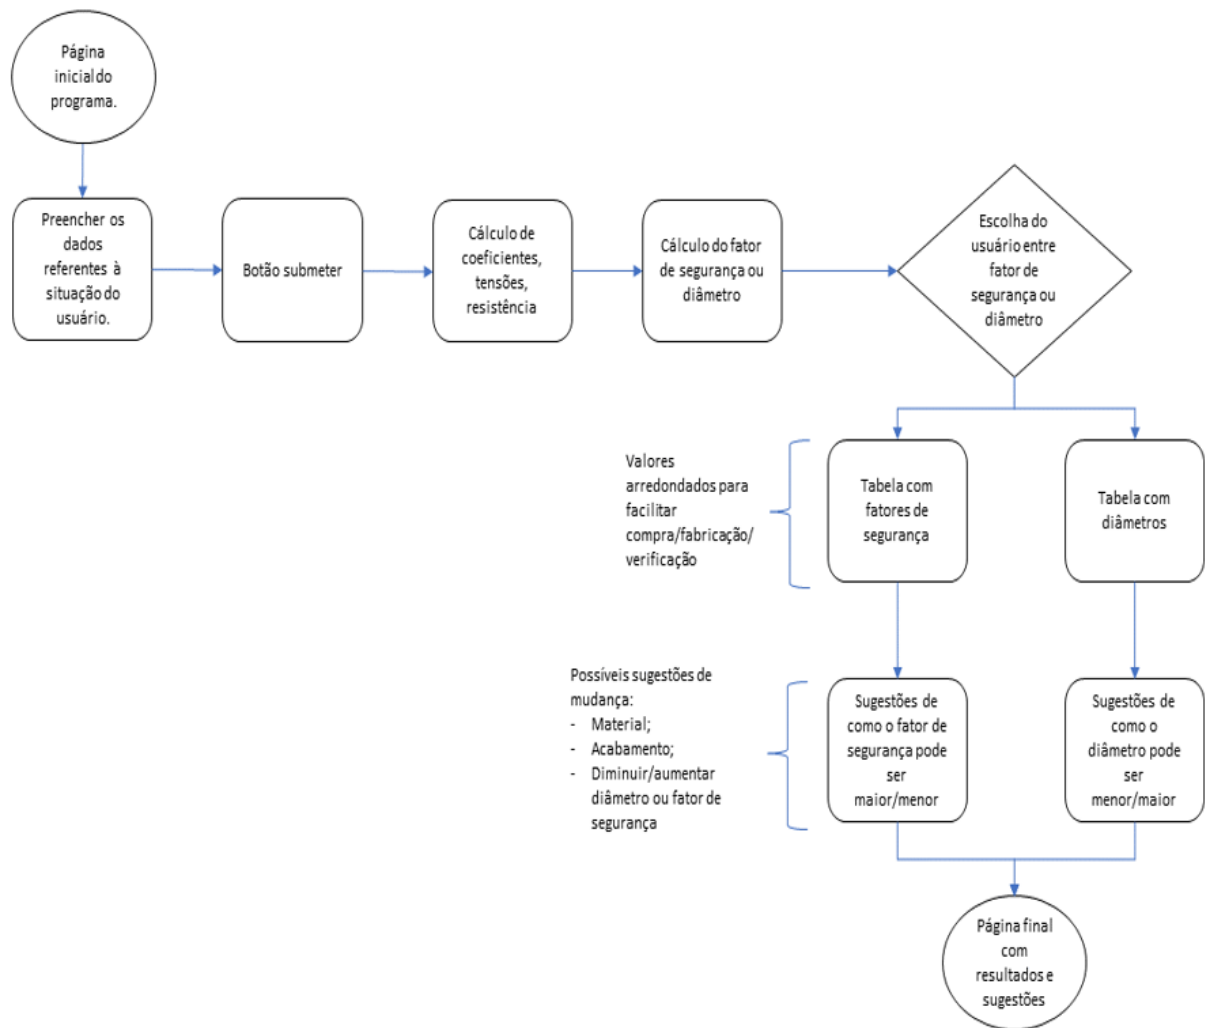 Página
inicial do
programa.
Preencher os
dados
referentes à
situação do
usuário.
Botão submeter
Cálculo de
coeficientes,
tensões,
resistência
Cálculo do fator
de segurança ou
diâmetro
Escolha do
usuário entre
fator de
segurança ou
diâmetro
Valores
arredondados para
facilitar
compra/fabricação/
verificação
Tabela com
fatores de
segurança
Tabela com
diâmetros
Possíveis sugestões de
mudança:
- Material;
- Acabamento;
- Diminuir/aumentar
diâmetro ou fator de
segurança
Sugestões de
como o fator de
segurança pode
ser
maior/menor
Sugestões de
como o
diâmetro pode
ser
menor/maior
Página final
com
resultados e
sugestões